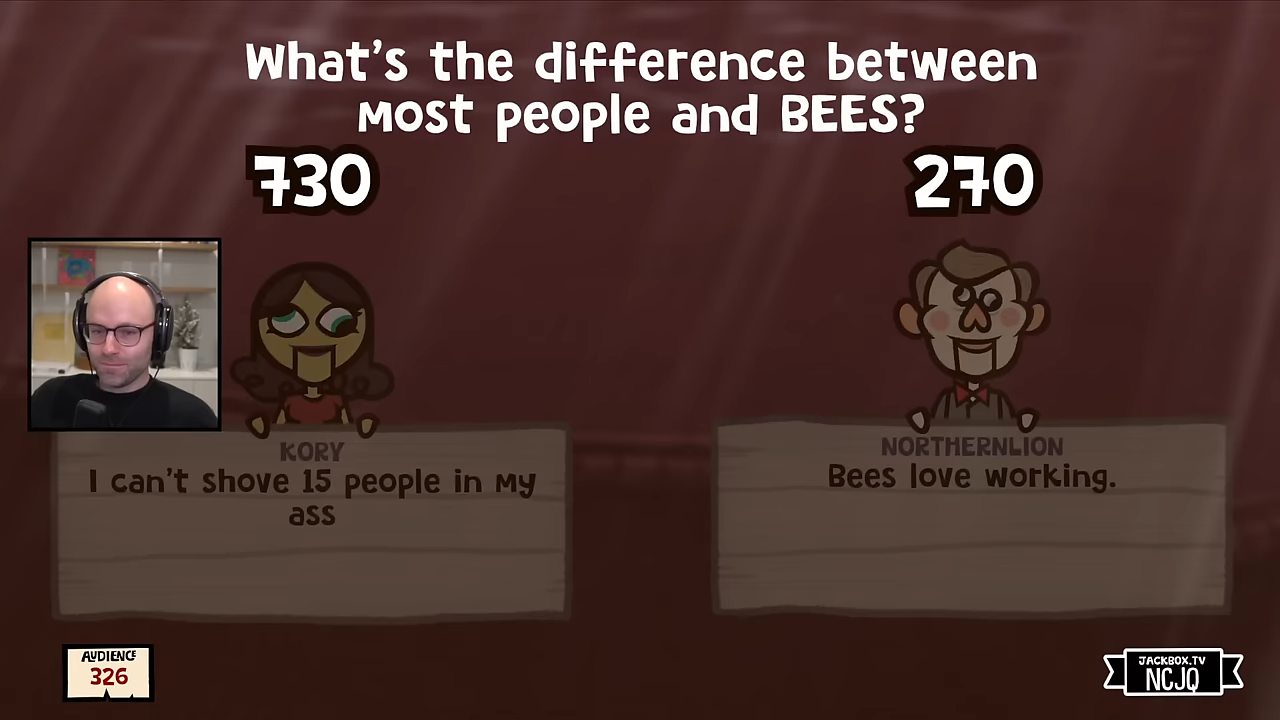 What's the difference between
most people and BEES?
730
270
KORY
I can't shove 15 people in my
ass
NORTHERNLION
Bees love working.
AUDIENCE
326
JACKBOX.TV
NCJQ